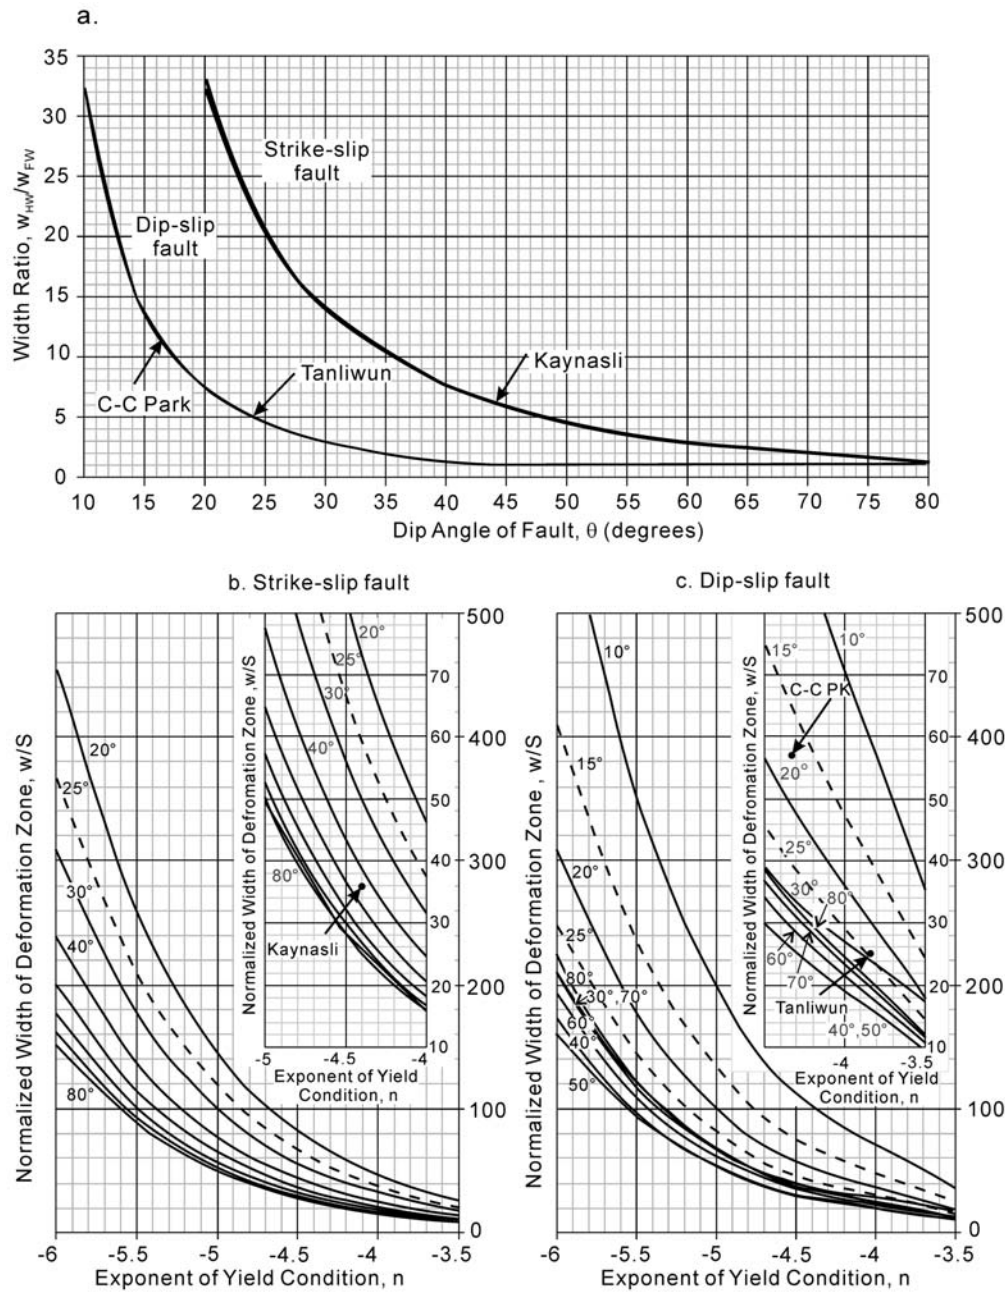 a.
35
30
25
20
15
10
5
0
Width Ratio, wHW/wFW
Strike-slip
fault
Dip-slip
fault
Tanliwun
Kaynasli
C-C Park
10 15 20 25 30 35 40 45 50 55 60 65 70 75 80
Dip Angle of Fault, θ (degrees)
b. Strike-slip fault
Normalized Width of Defromation Zone, w/S
20°
25°
30°
40°
80°
Normalized Width of Defromation Zone, w/S
20°
25°
30°
40°
80°
Kaynasli
70
60
50
40
30
20
10
-5 -4.5 -4
Exponent of Yield
Condition, n
500
400
300
200
100
0
-6 -5.5 -5 -4.5 -4 -3.5
Exponent of Yield Condition, n
c. Dip-slip fault
Normalized Width of Defromation Zone , w/S
10°
15°
20°
25°
80°
30°,70°
60°
40°
50°
Normalized Width of Defromation Zone, w/S
10°
15°
C-C PK
20°
25°
30°
80°
60°
70°
Tanliwun
40°,50°
70
60
50
40
30
20
10
-4 -3.5
Exponent of Yield
Condition, n
500
400
300
200
100
0
-6 -5.5 -5 -4.5 -4 -3.5
Exponent of Yield Condition, n